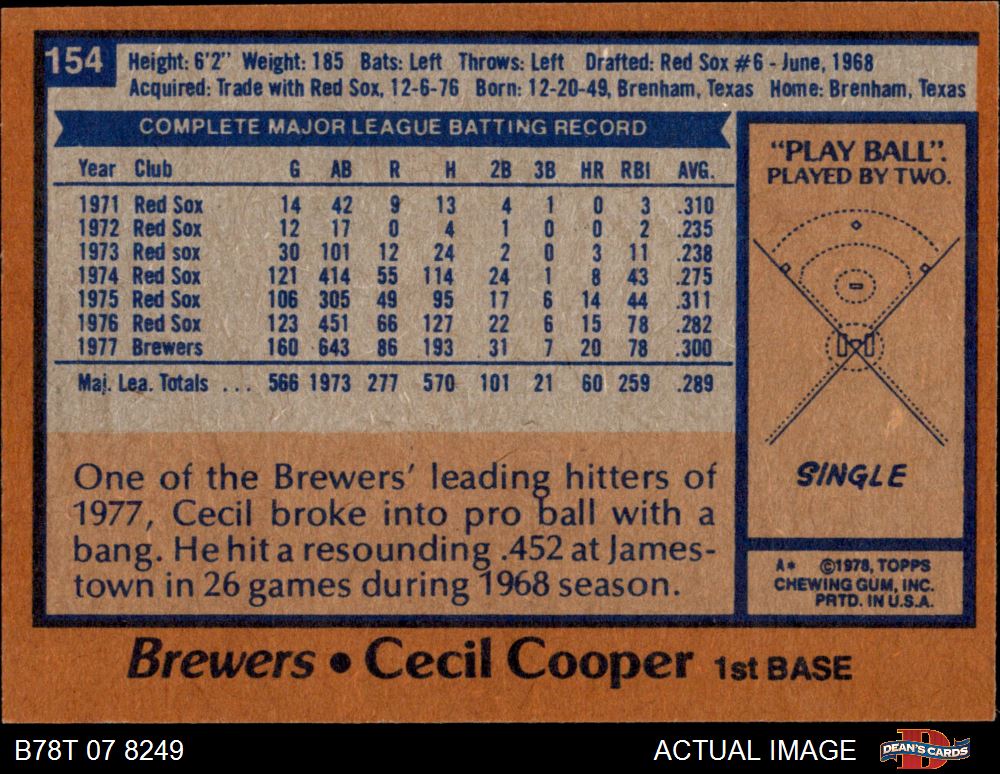 154
Height: 6'2" Weight: 185 Bats: Left Throws: Left Drafted: Red Sox #6 - June, 1968
Acquired: Trade with Red Sox, 12-6-76 Born: 12-20-49, Brenham, Texas Home: Brenham, Texas
COMPLETE MAJOR LEAGUE BATTING RECORD
Year Club G AB R H 2B 3B HR RBI AVG.
1971 Red Sox 14 42 9 13 4 1 0 3 .310
1972 Red Sox 12 17 0 4 1 0 0 2 .235
1973 Red sox 30 101 12 24 2 0 3 11 .238
1974 Red Sox 121 414 55 114 24 1 8 43 .275
1975 Red Sox 106 305 49 95 17 6 14 44 .311
1976 Red Sox 123 451 66 127 22 6 15 78 .282
1977 Brewers 160 643 86 193 31 7 20 78 .300
Maj. Lea. Totals ... 566 1973 277 570 101 21 60 259 .289
One of the Brewers' leading hitters of
1977, Cecil broke into pro ball with a
bang. He hit a resounding .452 at James-
town in 26 games during 1968 season.
"PLAY BALL".
PLAYED BY TWO.
SINGLE
A* ©1978, TOPPS
CHEWING GUM, INC.
PRTD. IN U.S.A.
Brewers • Cecil Cooper 1st BASE
B78T 07 8249
ACTUAL IMAGE
DEAN'S CARDS